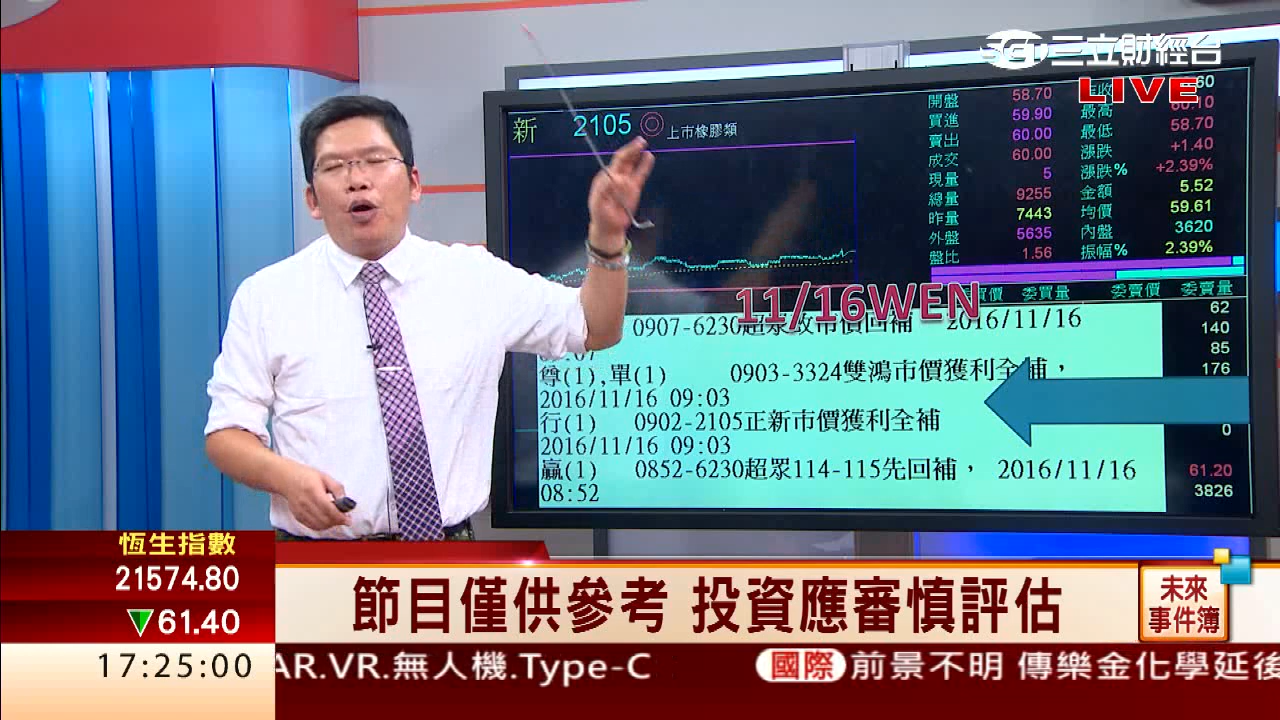 三立財經台
LIVE
新 2105 上市橡膠類
開盤 58.70
買進 59.90 最高 60.10
賣出 60.00 最低 58.70
成交 60.00 漲跌 +1.40
現量 5 漲跌% +2.39%
總量 9255 金額 5.52
昨量 7443 均價 59.61
外盤 5635 內盤 3620
盤比 1.56 振幅% 2.39%
委買量 委賣價 委賣量
11/16WEN
62
140
85
176
0
61.20
3826
0907-6230超眾改市價回補 2016/11/16
尊(1),單(1) 0903-3324雙鴻市價獲利全補，
2016/11/16 09:03
行(1) 0902-2105正新市價獲利全補
2016/11/16 09:03
贏(1) 0852-6230超眾114-115先回補， 2016/11/16
08:52
恆生指數
21574.80
▼61.40
17:25:00
節目僅供參考 投資應審慎評估
未來
事件簿
AR.VR.無人機.Type-C
國際 前景不明 傳樂金化學延後